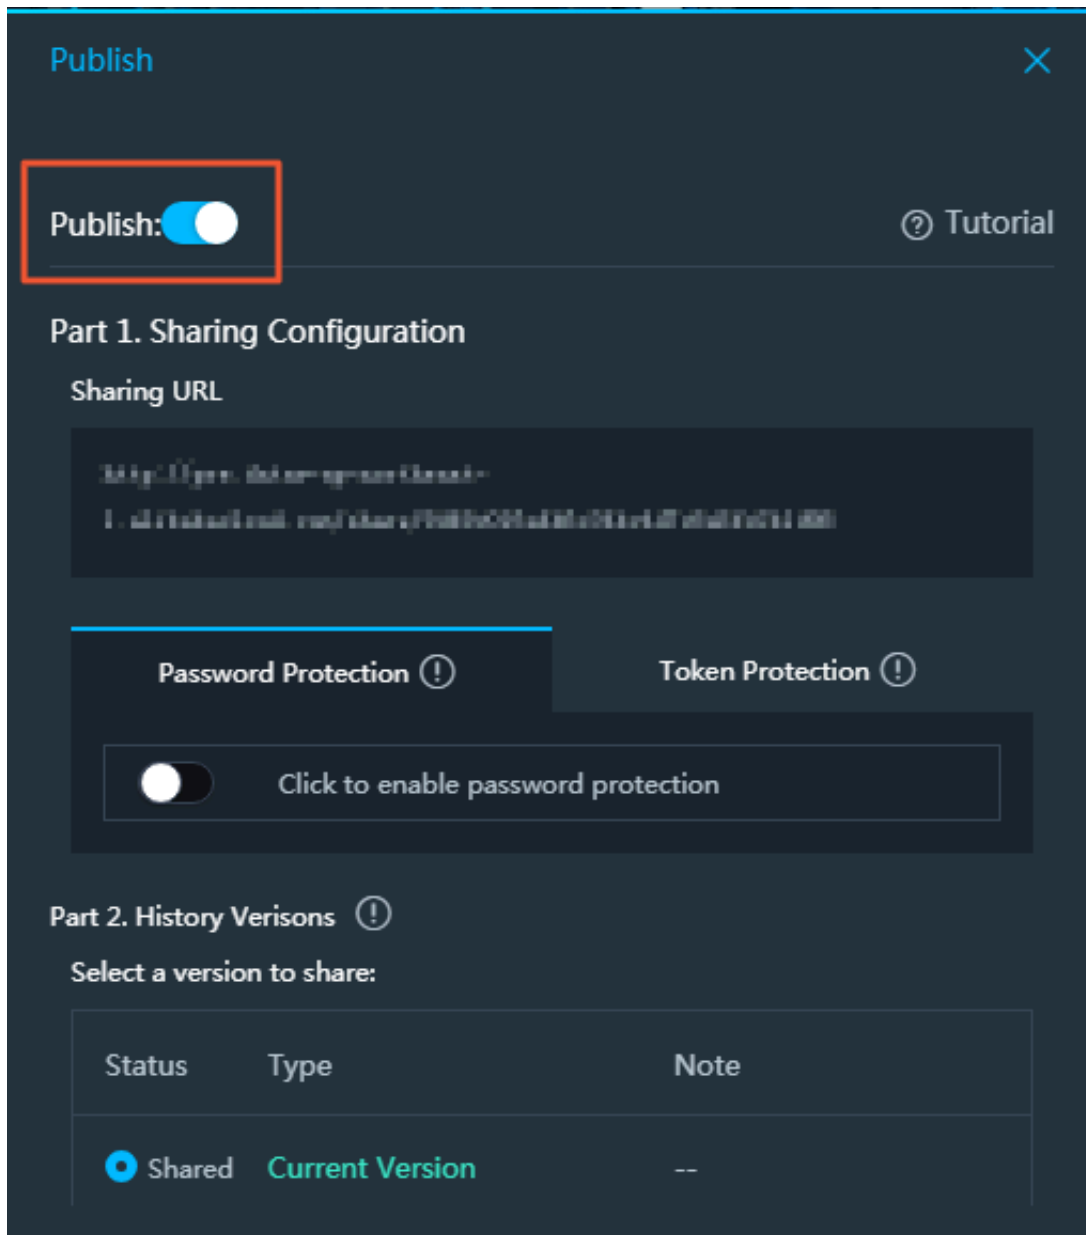 Publish
Publish:
Tutorial
Part 1. Sharing Configuration
Sharing URL
Password Protection
Token Protection
Click to enable password protection
Part 2. History Verisons
Select a version to share:
Status Type Note
Shared Current Version --